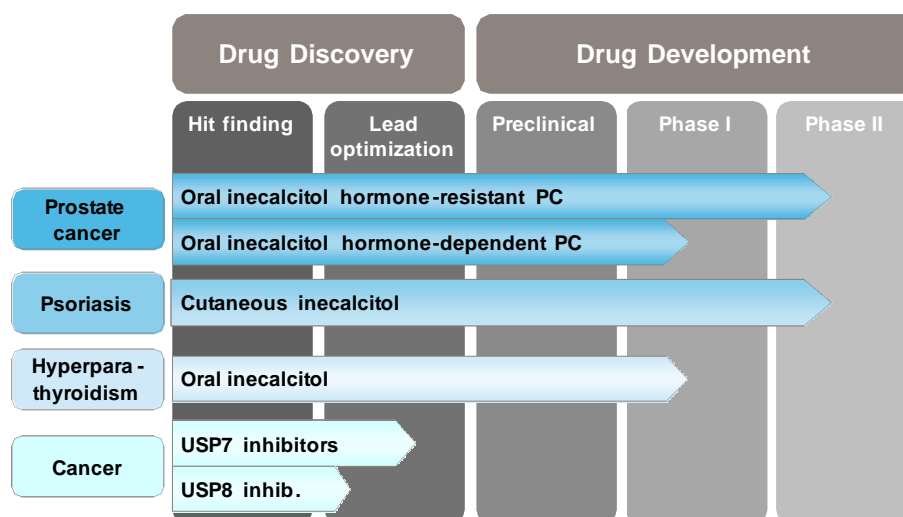 Drug Discovery
Drug Development
Hit finding
Lead
optimization
Preclinical
Phase I
Phase II
Prostate
cancer
Oral inecalcitol hormone-resistant PC
Oral inecalcitol hormone-dependent PC
Psoriasis
Cutaneous inecalcitol
Hyperpara-
thyroidism
Oral inecalcitol
Cancer
USP7 inhibitors
USP8 inhib.